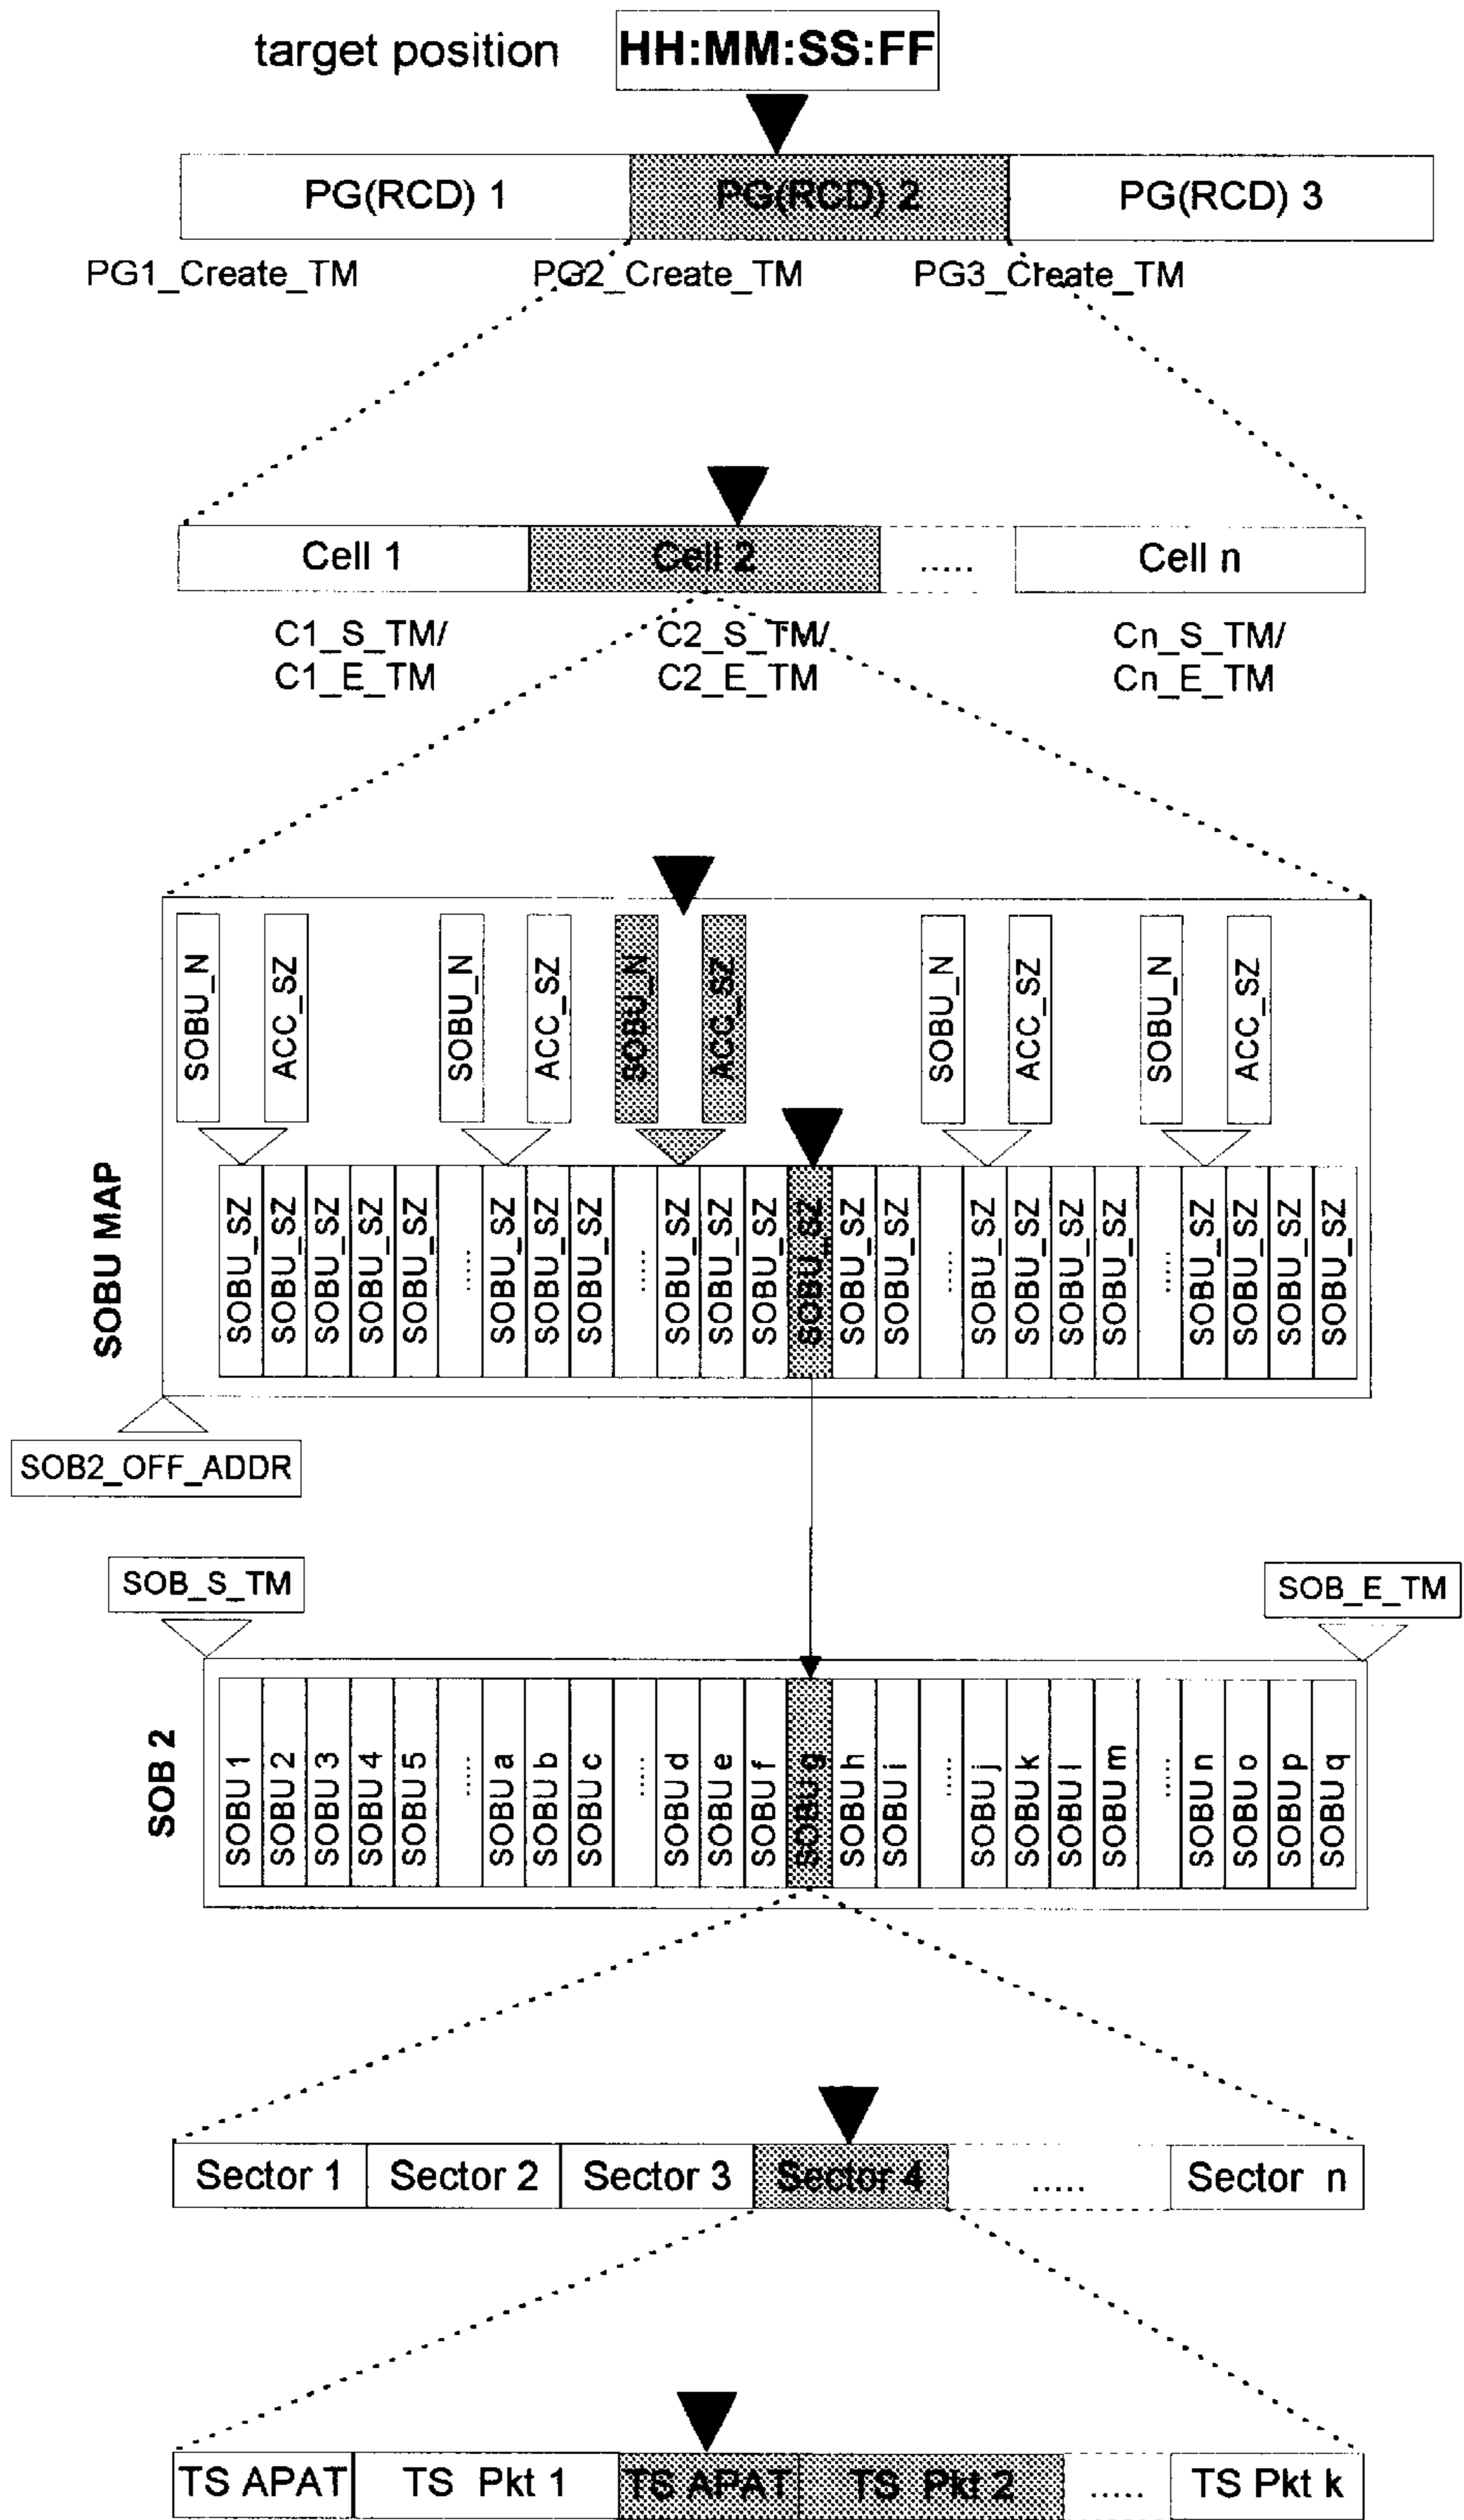 target position HH:MM:SS:FF
PG(RCD) 1 PG(RCD) 2 PG(RCD) 3
PG1_Create_TM PG2_Create_TM PG3_Create_TM
Cell 1 Cell 2 ..... Cell n
C1_S_TM/ C2_S_TM/ Cn_S_TM/
C1_E_TM C2_E_TM Cn_E_TM
SOBU_N ACC_SZ SOBU_N ACC_SZ SOBU_N ACC_SZ SOBU_N ACC_SZ SOBU_N ACC_SZ
SOBU MAP
SOBU_SZ SOBU_SZ SOBU_SZ SOBU_SZ SOBU_SZ ..... SOBU_SZ SOBU_SZ SOBU_SZ ..... SOBU_SZ SOBU_SZ SOBU_SZ SOBU_SZ SOBU_SZ SOBU_SZ ..... SOBU_SZ SOBU_SZ SOBU_SZ SOBU_SZ ..... SOBU_SZ SOBU_SZ SOBU_SZ SOBU_SZ
SOB2_OFF_ADDR
SOB_S_TM SOB_E_TM
SOB 2
SOBU 1 SOBU 2 SOBU 3 SOBU 4 SOBU 5 ..... SOBU a SOBU b SOBU c ..... SOBU d SOBU e SOBU f SOBU g SOBU h SOBU i ..... SOBU j SOBU k SOBU l SOBU m ..... SOBU n SOBU o SOBU p SOBU q
Sector 1 Sector 2 Sector 3 Sector 4 ..... Sector n
TS APAT TS Pkt 1 TS APAT TS Pkt 2 ..... TS Pkt k